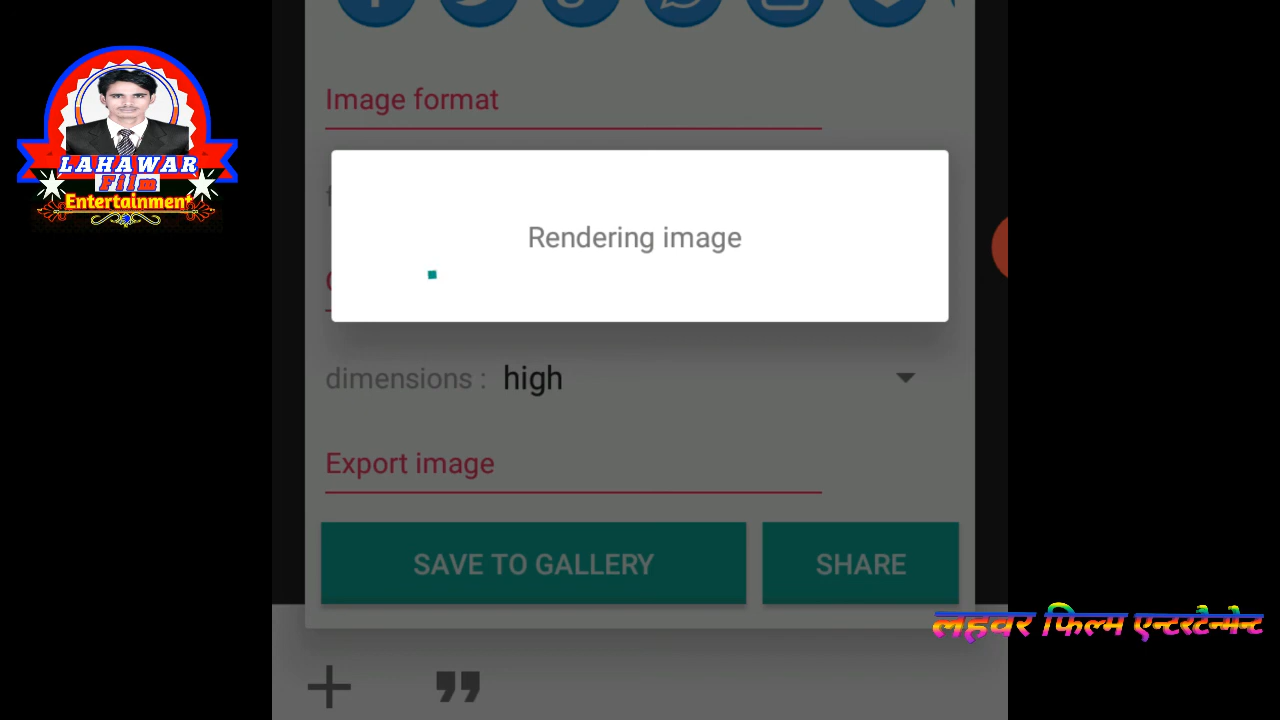 Image format
LAHAWAR
Film
Entertainment
Rendering image
dimensions : high
Export image
SAVE TO GALLERY
SHARE
लहवर फिल्म एन्टरटैन्मैन्ट